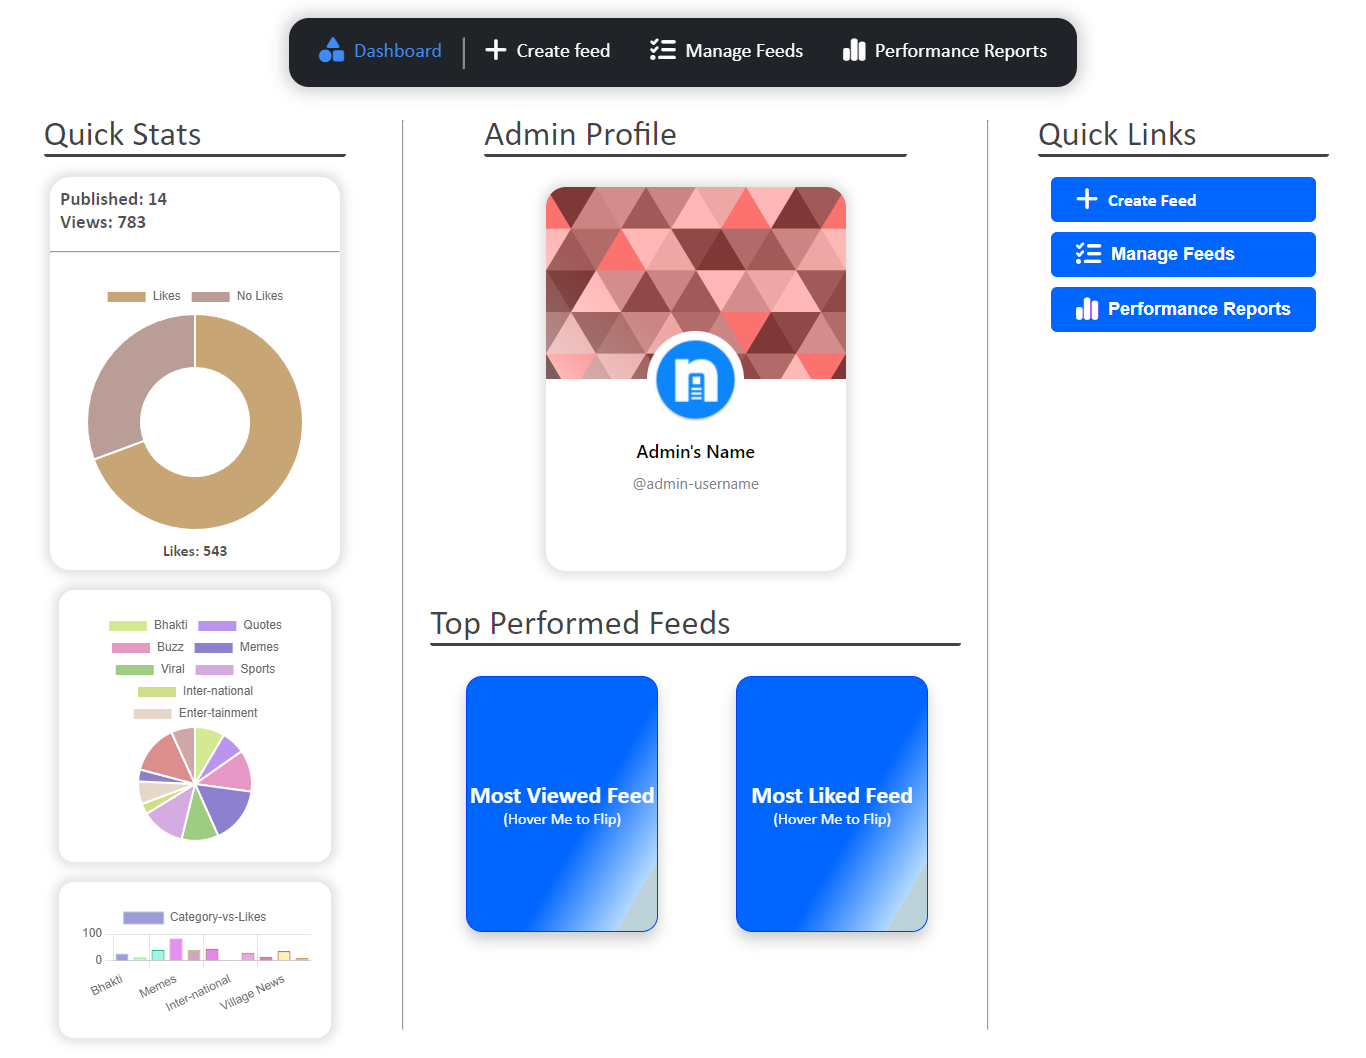 Dashboard
Create feed
Manage Feeds
Performance Reports
Quick Stats
Published: 14
Views: 783
Likes
No Likes
Likes: 543
Bhakti
Quotes
Buzz
Memes
Viral
Sports
Inter-national
Enter-tainment
Category-vs-Likes
100
0
Bhakti
Memes
Inter-national
Village News
Admin Profile
n
Admin's Name
@admin-username
Top Performed Feeds
Most Viewed Feed
(Hover Me to Flip)
Most Liked Feed
(Hover Me to Flip)
Quick Links
Create Feed
Manage Feeds
Performance Reports